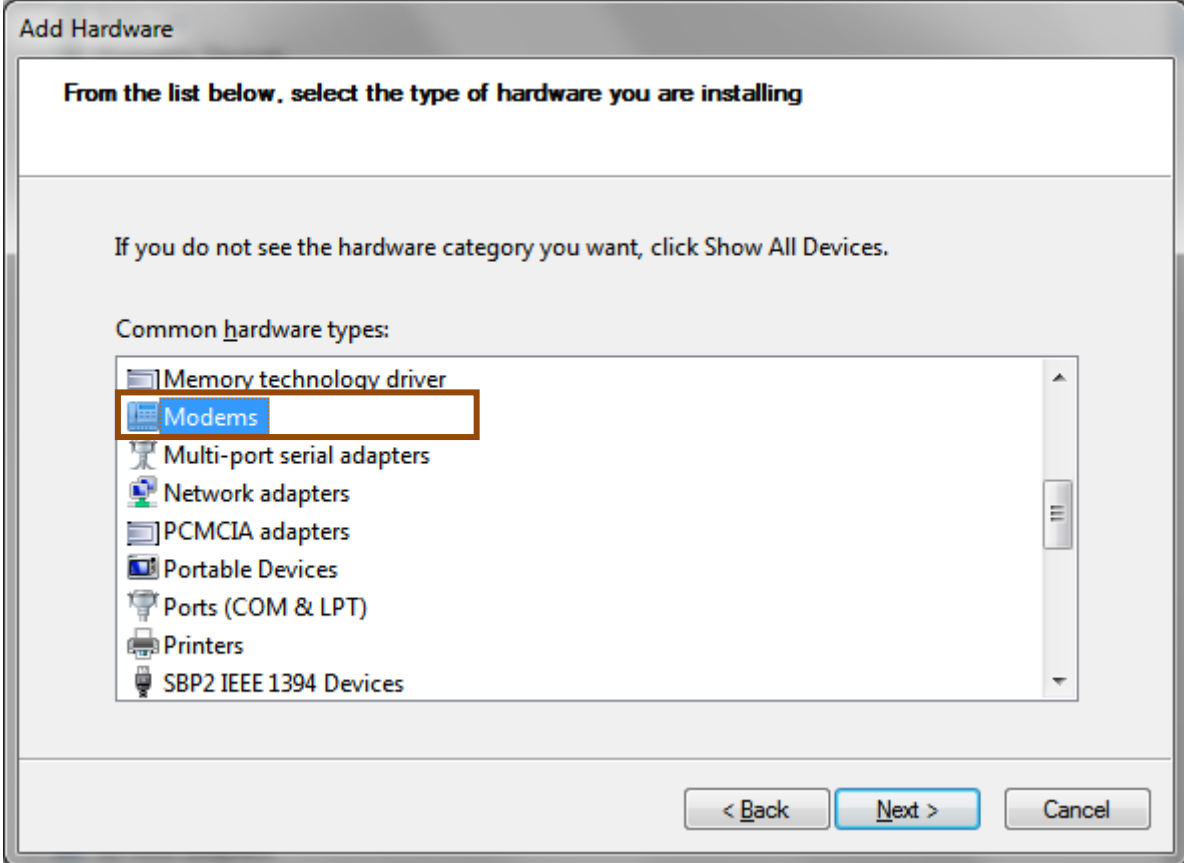 Add Hardware
From the list below, select the type of hardware you are installing
If you do not see the hardware category you want, click Show All Devices.
Common hardware types:
Memory technology driver
Modems
Multi-port serial adapters
Network adapters
PCMCIA adapters
Portable Devices
Ports (COM & LPT)
Printers
SBP2 IEEE 1394 Devices
< Back Next > Cancel